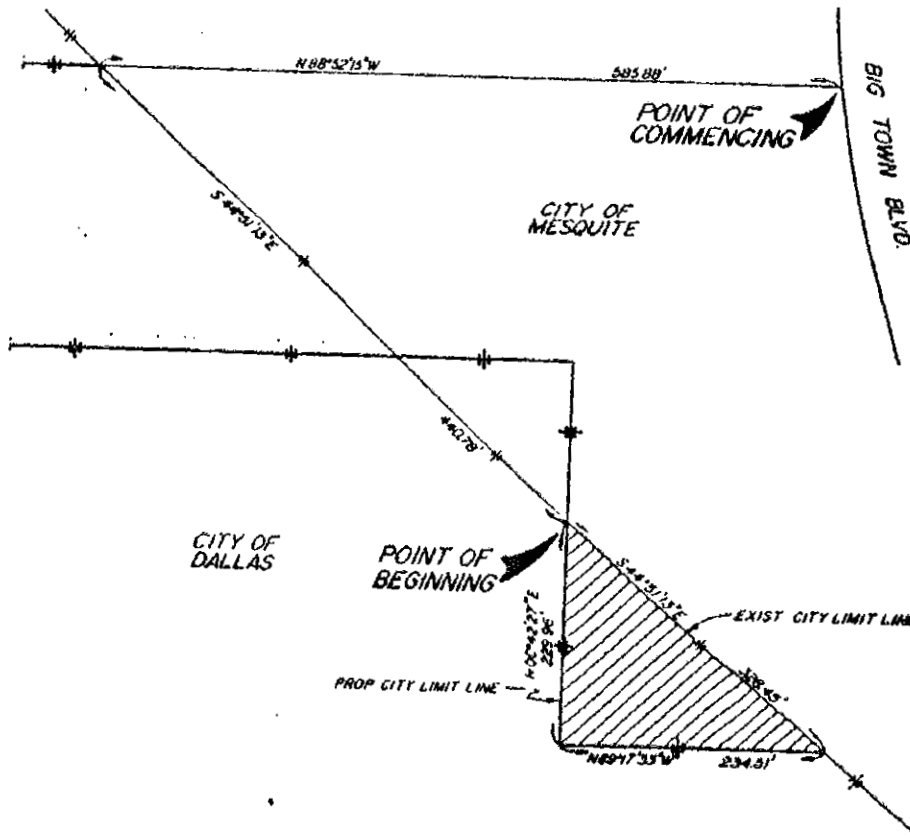 N 88°52'15"W 585.88'
BIG TOWN BLVD.
POINT OF
COMMENCING
CITY OF
MESQUITE
S 44°51'13"E
440.78'
CITY OF
DALLAS
POINT OF
BEGINNING
S 44°51'13"E
EXIST CITY LIMIT LINE
N 00°42'27"E
229.96'
328.45'
PROP CITY LIMIT LINE
N 89°17'33"W 234.51'